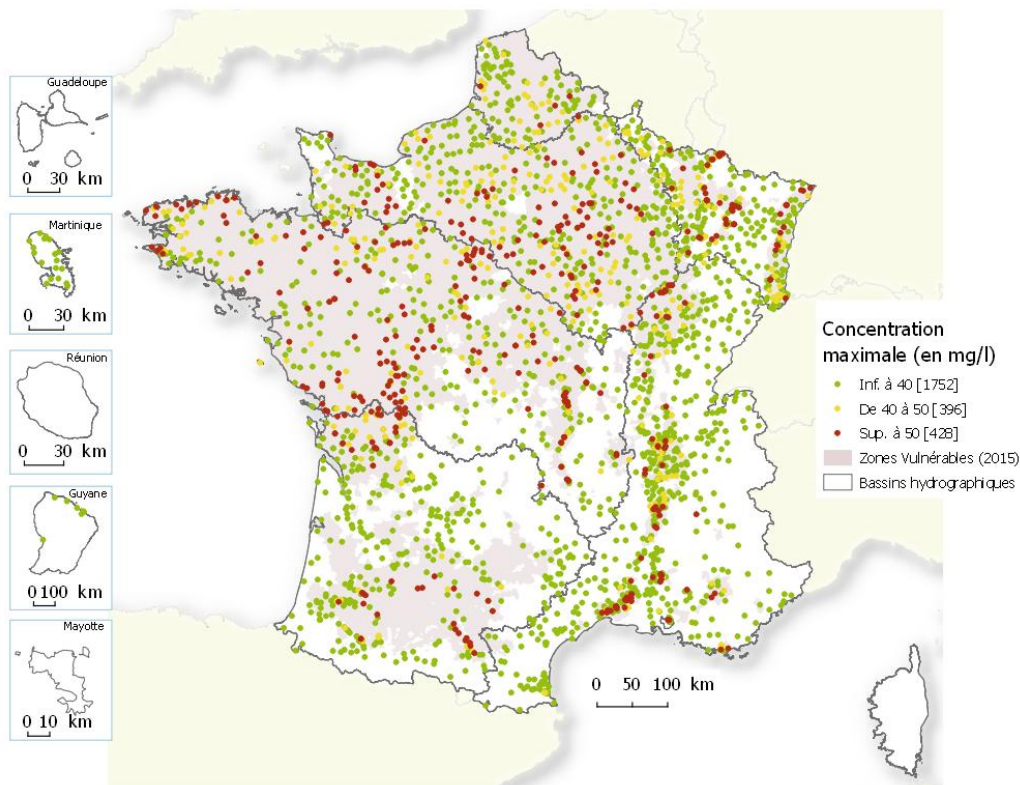 Guadeloupe
0 30 km
Martinique
0 30 km
Réunion
0 30 km
Guyane
0 100 km
Mayotte
0 10 km
0 50 100 km
Concentration
maximale (en mg/l)
Inf. à 40 [1752]
De 40 à 50 [396]
Sup. à 50 [428]
Zones Vulnérables (2015)
Bassins hydrographiques